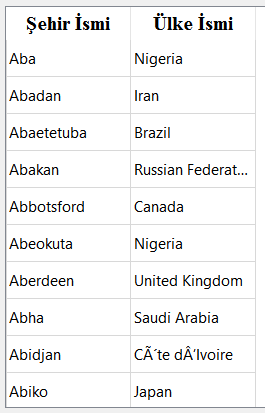 Şehir İsmi Ülke İsmi
Aba Nigeria
Abadan Iran
Abaetetuba Brazil
Abakan Russian Federat...
Abbotsford Canada
Abeokuta Nigeria
Aberdeen United Kingdom
Abha Saudi Arabia
Abidjan CÃ´te dÂ’Ivoire
Abiko Japan